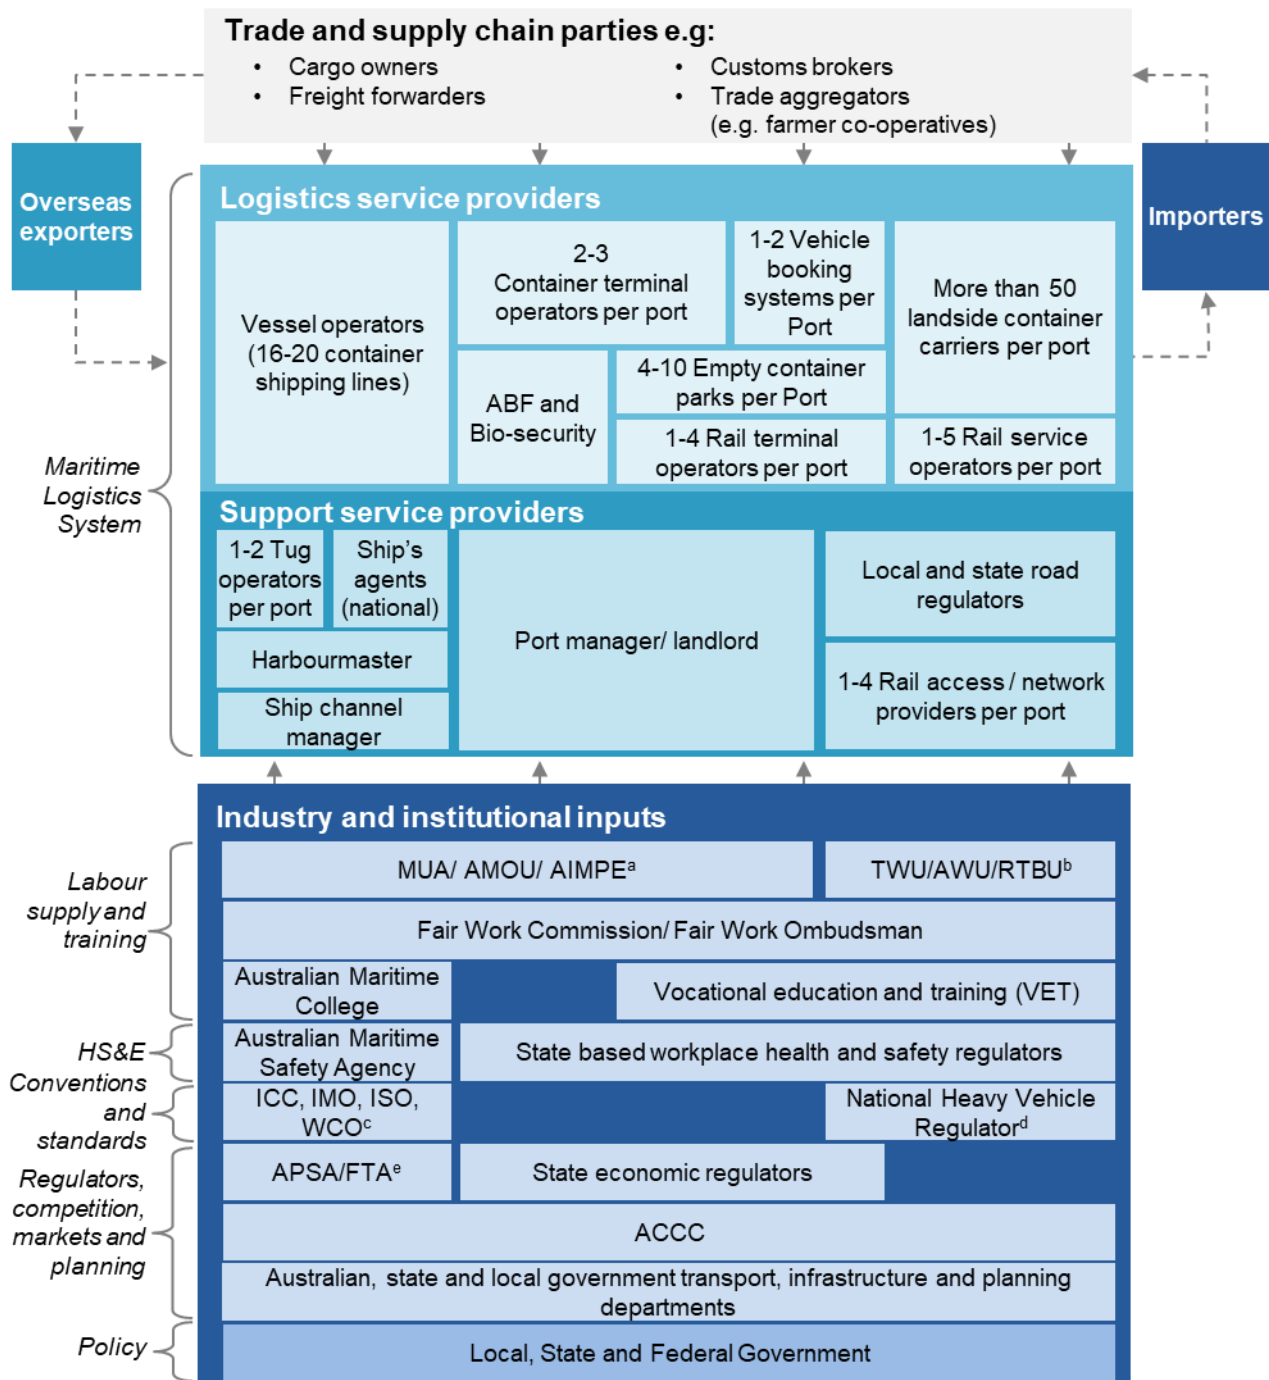 Trade and supply chain parties e.g:
• Cargo owners
• Freight forwarders
• Customs brokers
• Trade aggregators
(e.g. farmer co-operatives)
Overseas
exporters
Importers
Maritime
Logistics
System
Logistics service providers
Vessel operators
(16-20 container
shipping lines)
2-3
Container terminal
operators per port
1-2 Vehicle
booking
systems per
Port
More than 50
landside container
carriers per port
ABF and
Bio-security
4-10 Empty container
parks per Port
1-4 Rail terminal
operators per port
1-5 Rail service
operators per port
Support service providers
1-2 Tug
operators
per port
Ship's
agents
(national)
Harbourmaster
Ship channel
manager
Port manager/ landlord
Local and state road
regulators
1-4 Rail access / network
providers per port
Industry and institutional inputs
Labour
supply and
training
MUA/ AMOU/ AIMPEᵃ
TWU/AWU/RTBUᵇ
Fair Work Commission/ Fair Work Ombudsman
Australian Maritime
College
Vocational education and training (VET)
HS&E
Australian Maritime
Safety Agency
State based workplace health and safety regulators
Conventions
and
standards
ICC, IMO, ISO,
WCOᶜ
National Heavy Vehicle
Regulatorᵈ
Regulators,
competition,
markets and
planning
APSA/FTAᵉ
State economic regulators
ACCC
Australian, state and local government transport, infrastructure and planning
departments
Policy
Local, State and Federal Government